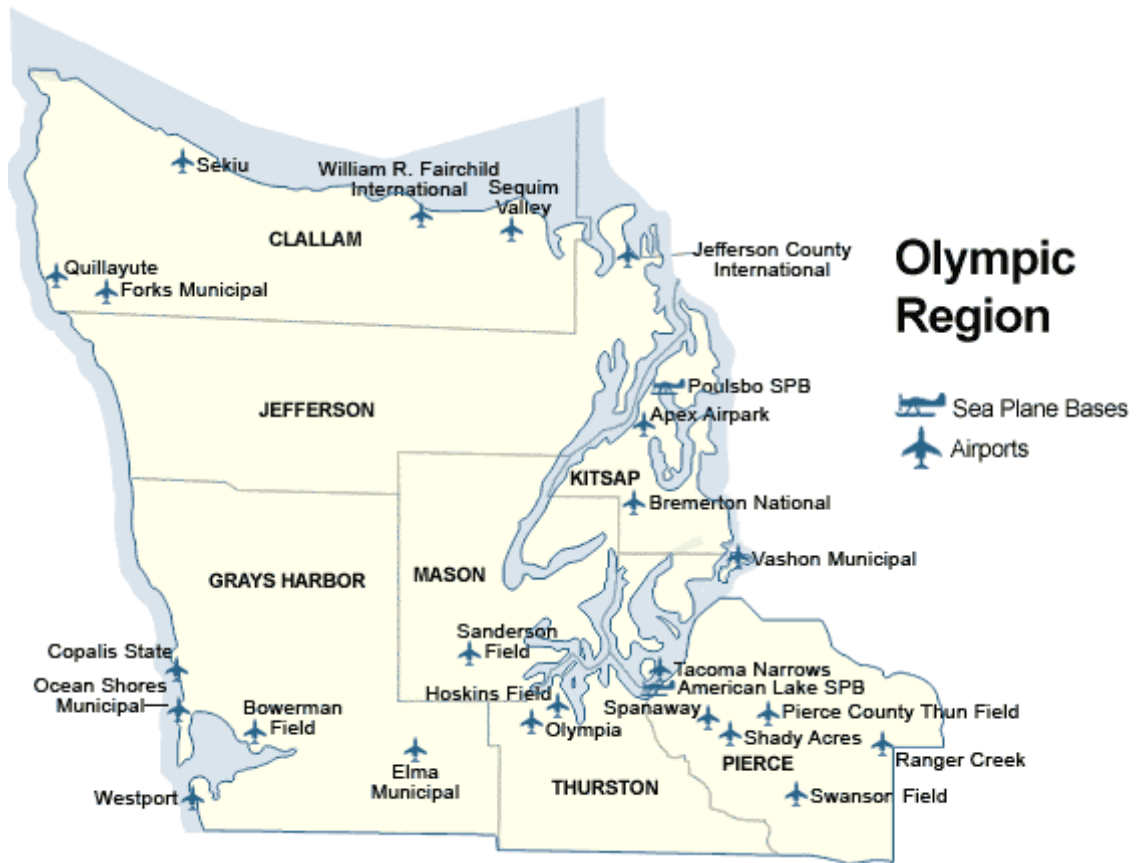 Sekiu
William R. Fairchild
International
Sequim
Valley
CLALLAM
Jefferson County
International
Quillayute
Forks Municipal
Olympic
Region
Poulsbo SPB
Sea Plane Bases
JEFFERSON
Apex Airpark
Airports
KITSAP
Bremerton National
Vashon Municipal
GRAYS HARBOR
MASON
Sanderson
Field
Copalis State
Tacoma Narrows
Ocean Shores
Municipal
American Lake SPB
Hoskins Field
Bowerman
Field
Spanaway
Pierce County Thun Field
Olympia
Shady Acres
Ranger Creek
PIERCE
Elma
Municipal
THURSTON
Westport
Swanson Field